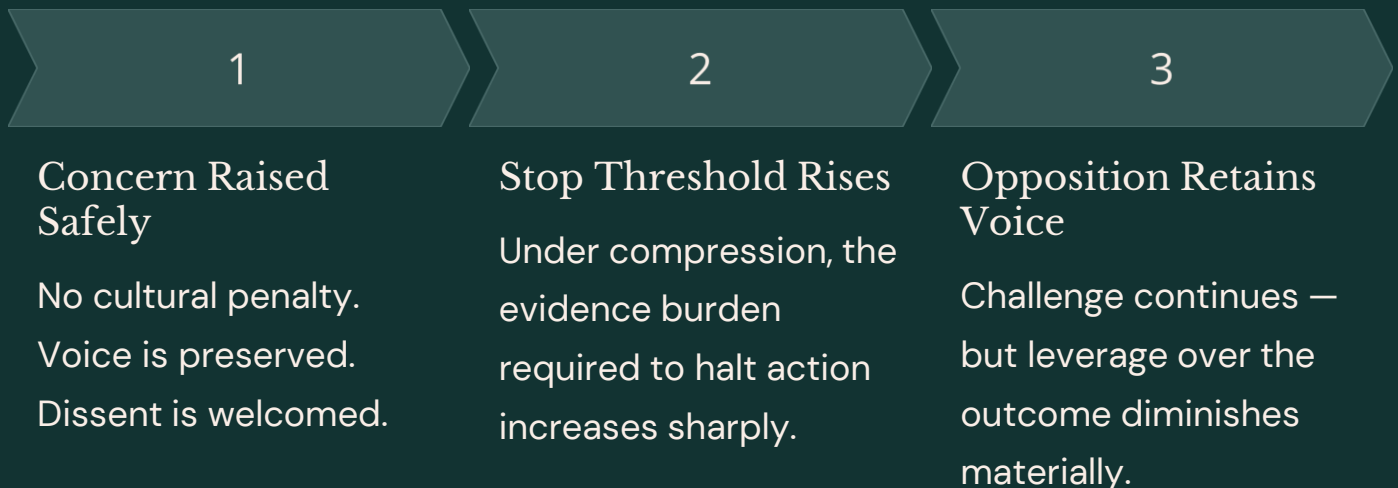 1
2
3
Concern Raised
Safely
No cultural penalty.
Voice is preserved.
Dissent is welcomed.
Stop Threshold Rises
Under compression, the
evidence burden
required to halt action
increases sharply.
Opposition Retains
Voice
Challenge continues —
but leverage over the
outcome diminishes
materially.